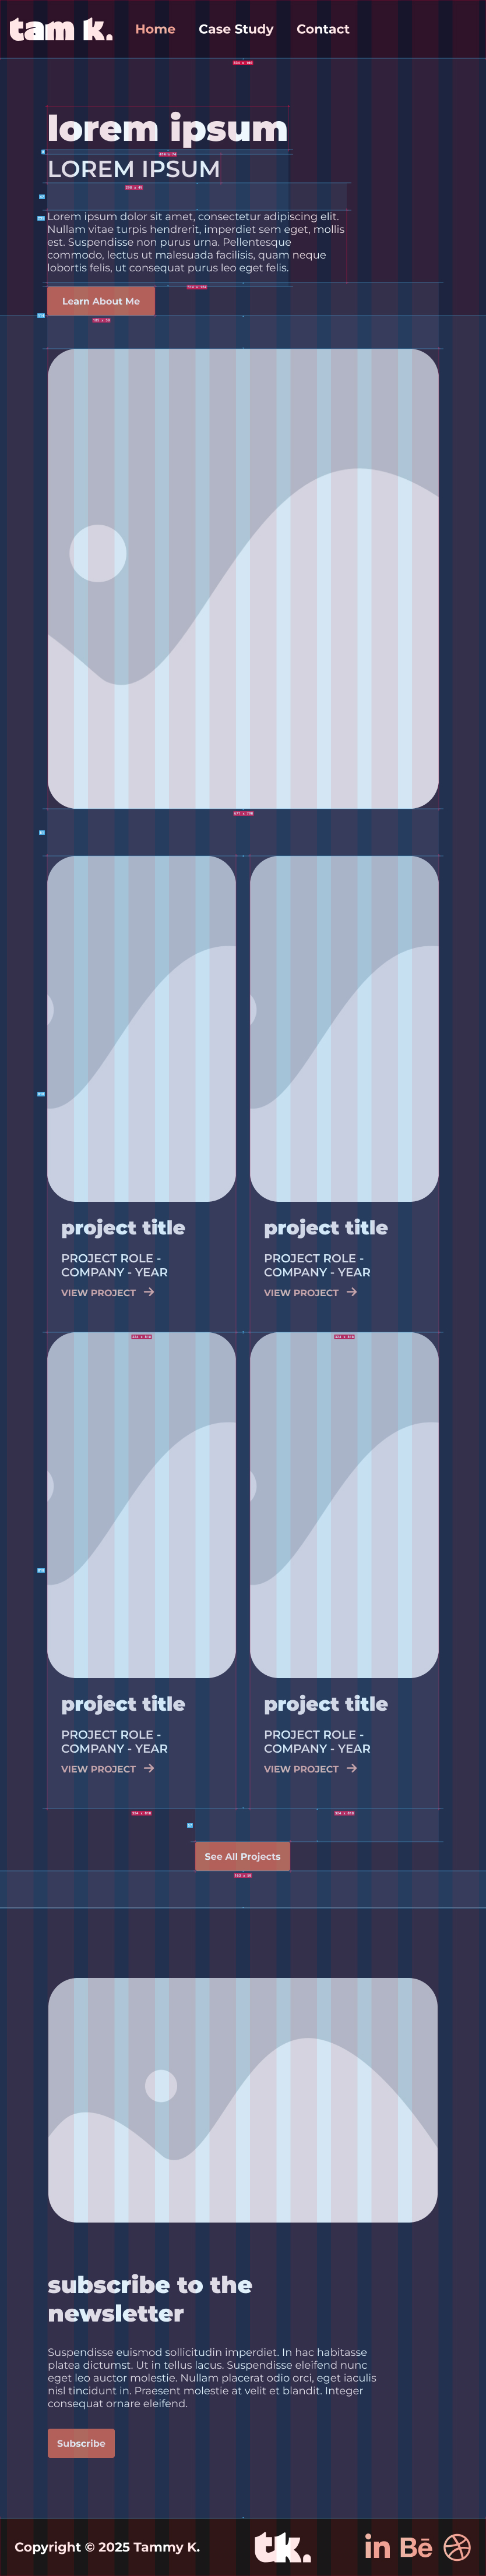 tam k.
Home Case Study Contact
lorem ipsum
LOREM IPSUM
Lorem ipsum dolor sit amet, consectetur adipiscing elit.
Nullam vitae turpis hendrerit, imperdiet sem eget, mollis
est. Suspendisse non purus urna. Pellentesque
commodo, lectus ut malesuada facilisis, quam neque
lobortis felis, ut consequat purus leo eget felis.
Learn About Me
project title
PROJECT ROLE -
COMPANY - YEAR
VIEW PROJECT →
project title
PROJECT ROLE -
COMPANY - YEAR
VIEW PROJECT →
project title
PROJECT ROLE -
COMPANY - YEAR
VIEW PROJECT →
project title
PROJECT ROLE -
COMPANY - YEAR
VIEW PROJECT →
See All Projects
subscribe to the
newsletter
Suspendisse euismod sollicitudin imperdiet. In hac habitasse
platea dictumst. Ut in tellus lacus. Suspendisse eleifend nunc
eget leo auctor molestie. Nullam placerat odio orci, eget iaculis
nisl tincidunt in. Praesent molestie at velit et blandit. Integer
consequat ornare eleifend.
Subscribe
Copyright © 2025 Tammy K.
tk.
in Bē